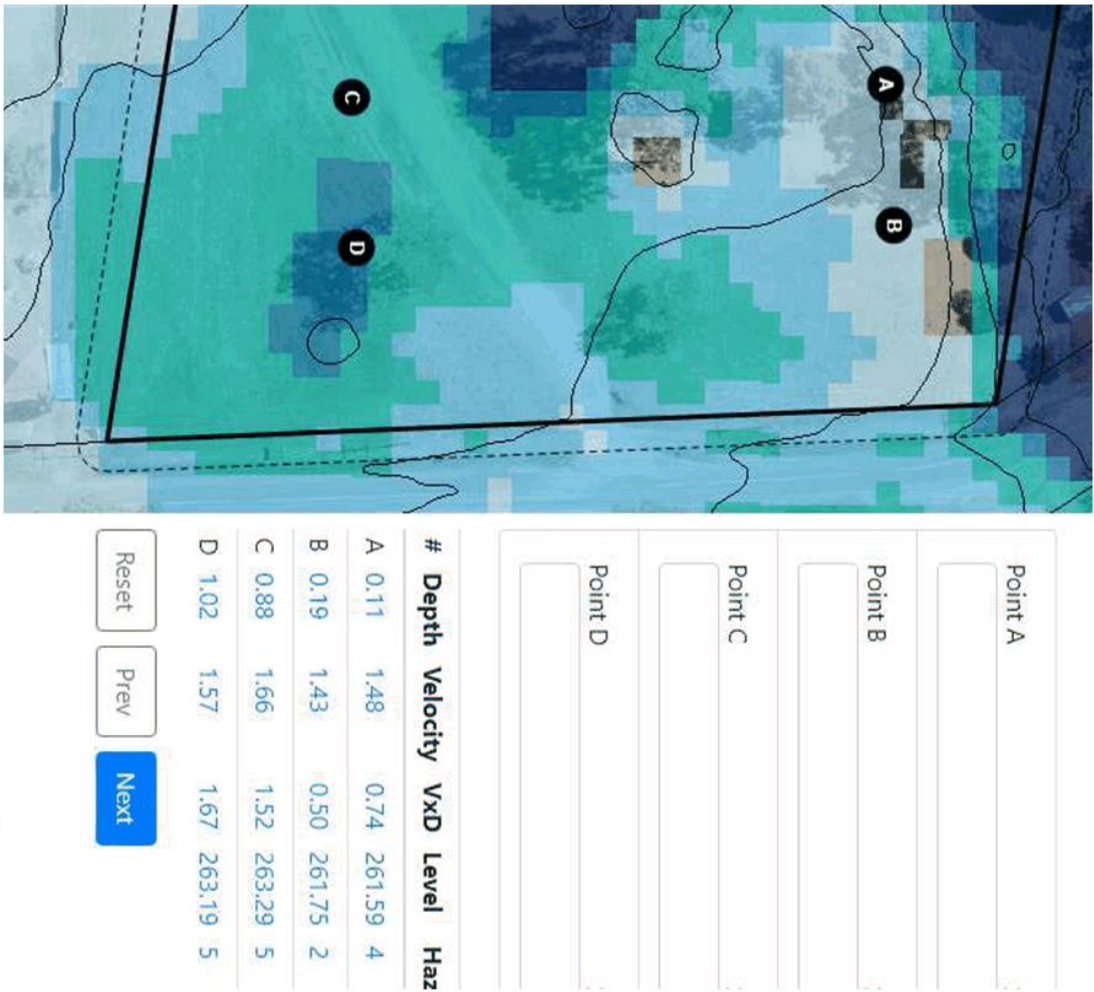 A
B
C
D
Point A
Point B
Point C
Point D
# Depth Velocity VxD Level Haz
A 0.11 1.48 0.74 261.59 4
B 0.19 1.43 0.50 261.75 2
C 0.88 1.66 1.52 263.29 5
D 1.02 1.57 1.67 263.19 5
Reset Prev Next